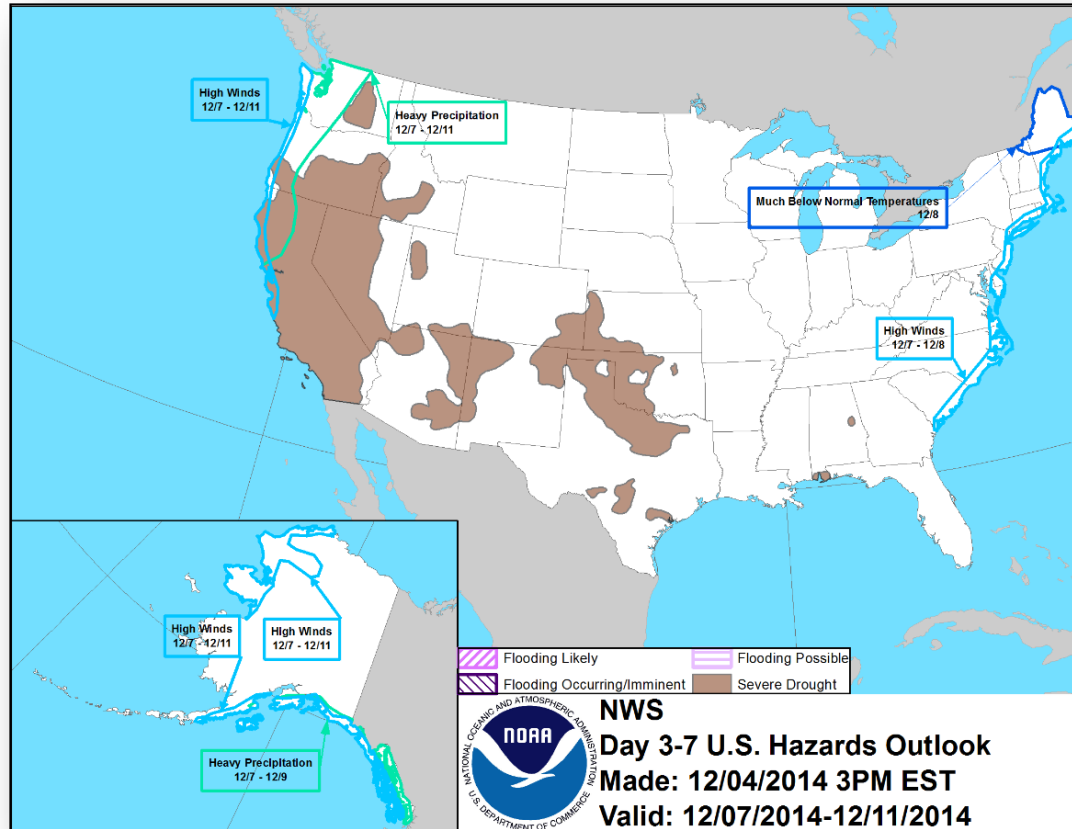 High Winds
12/7 - 12/11
Heavy Precipitation
12/7 - 12/11
Much Below Normal Temperatures
12/8
High Winds
12/7 - 12/8
High Winds
12/7 - 12/11
High Winds
12/7 - 12/11
Heavy Precipitation
12/7 - 12/9
Flooding Likely
Flooding Possible
Flooding Occurring/Imminent
Severe Drought
NATIONAL OCEANIC AND ATMOSPHERIC ADMINISTRATION
NOAA
U.S. DEPARTMENT OF COMMERCE
NWS
Day 3-7 U.S. Hazards Outlook
Made: 12/04/2014 3PM EST
Valid: 12/07/2014-12/11/2014